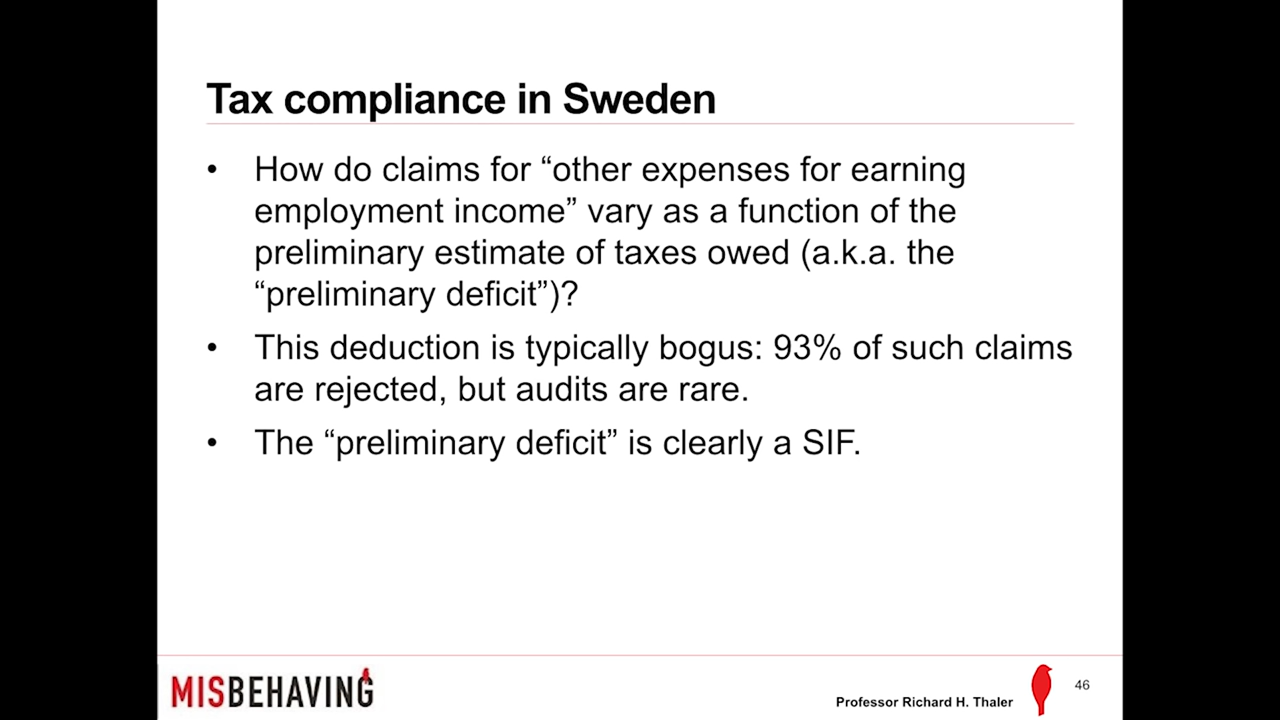 Tax compliance in Sweden
• How do claims for “other expenses for earning
employment income” vary as a function of the
preliminary estimate of taxes owed (a.k.a. the
“preliminary deficit”)?
• This deduction is typically bogus: 93% of such claims
are rejected, but audits are rare.
• The “preliminary deficit” is clearly a SIF.
MISBEHAVING
Professor Richard H. Thaler
46